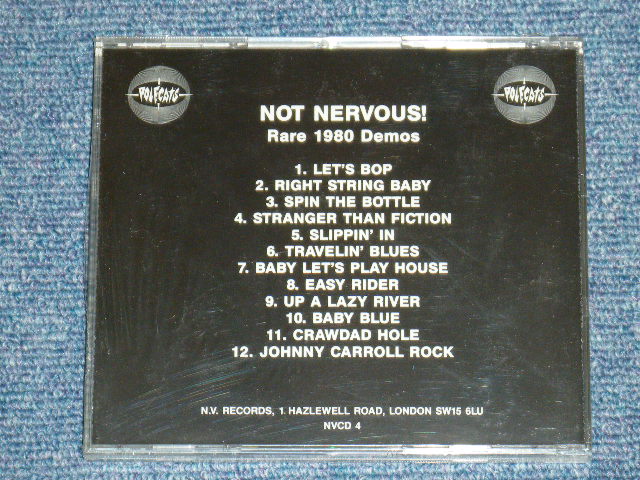 POLECATS
POLECATS
NOT NERVOUS!
Rare 1980 Demos
1. LET'S BOP
2. RIGHT STRING BABY
3. SPIN THE BOTTLE
4. STRANGER THAN FICTION
5. SLIPPIN' IN
6. TRAVELIN' BLUES
7. BABY LET'S PLAY HOUSE
8. EASY RIDER
9. UP A LAZY RIVER
10. BABY BLUE
11. CRAWDAD HOLE
12. JOHNNY CARROLL ROCK
N.V. RECORDS, 1 HAZLEWELL ROAD, LONDON SW15 6LU
NVCD 4